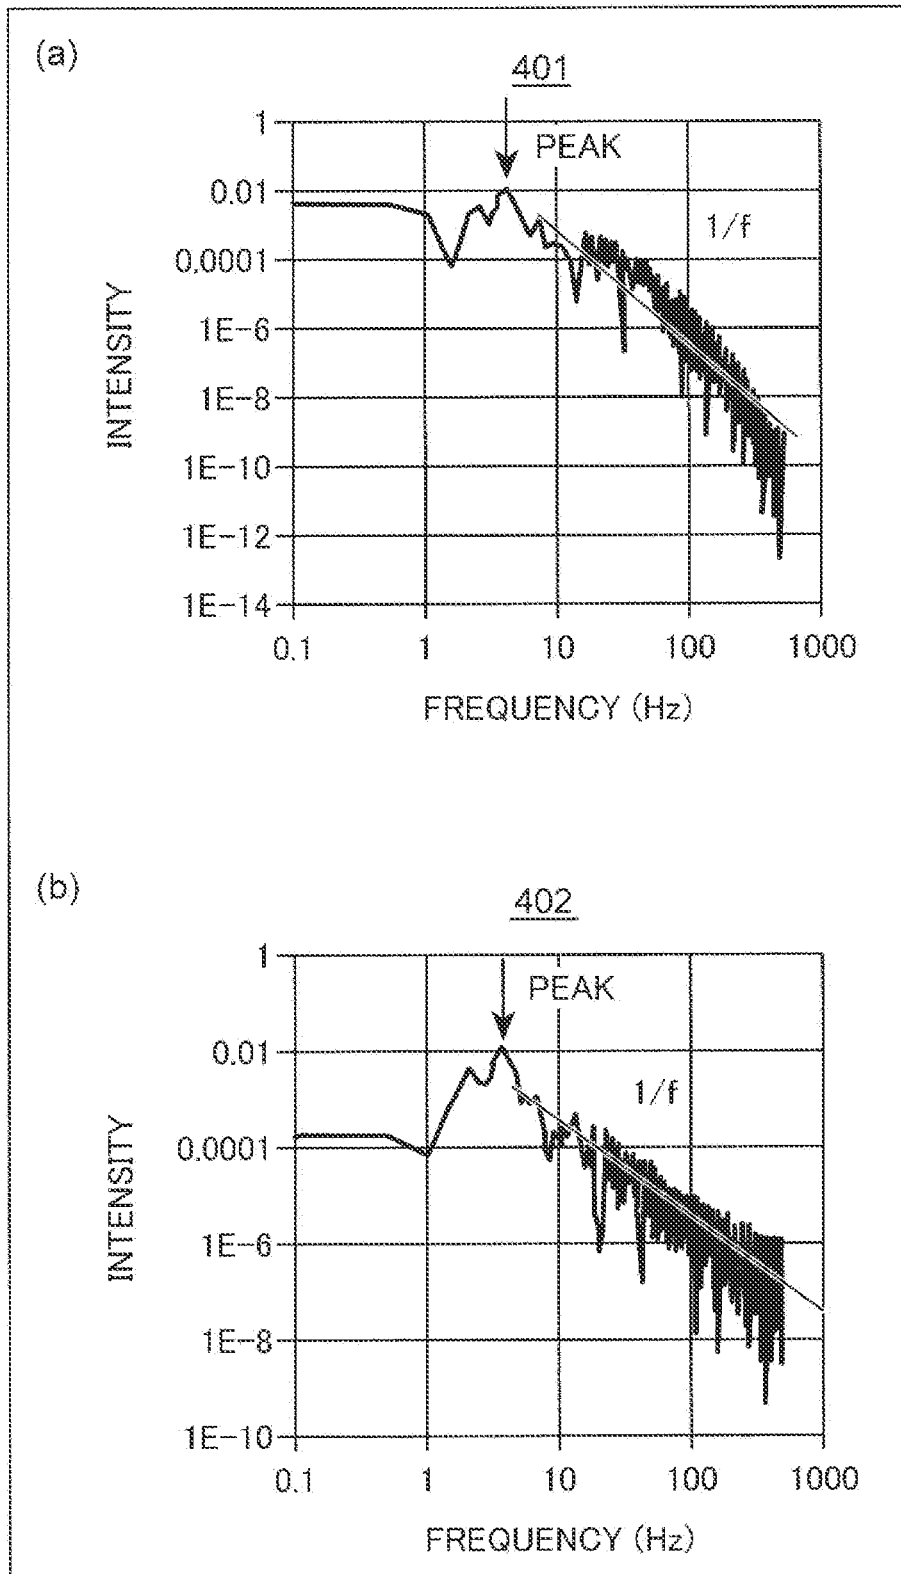 (a)
401
PEAK
1/f
INTENSITY
1
0.01
0.0001
1E-6
1E-8
1E-10
1E-12
1E-14
0.1
1
10
100
1000
FREQUENCY (Hz)
(b)
402
PEAK
1/f
INTENSITY
1
0.01
0.0001
1E-6
1E-8
1E-10
0.1
1
10
100
1000
FREQUENCY (Hz)